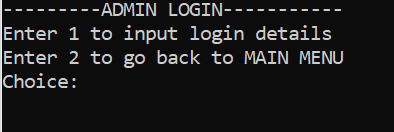 ---------ADMIN LOGIN-----------
Enter 1 to input login details
Enter 2 to go back to MAIN MENU
Choice: